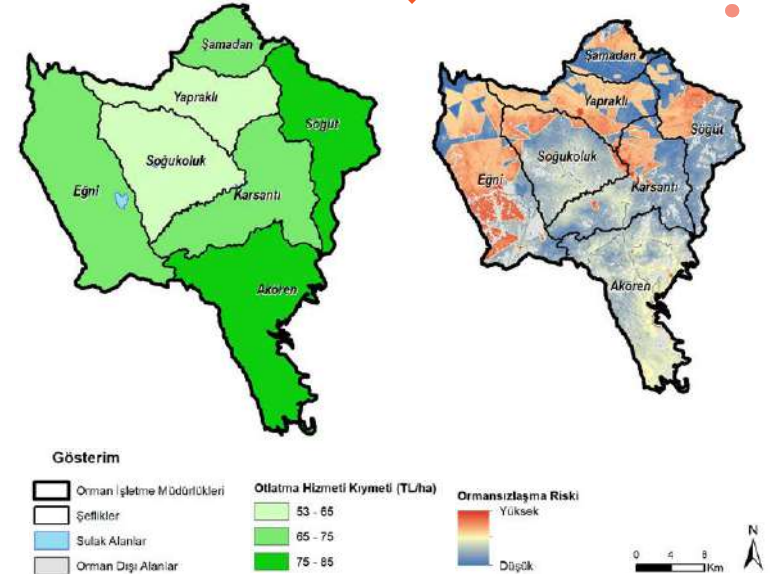 Şamadan
Yapraklı
Söğüt
Soğukoluk
Eğni
Karsantı
Akören
Şamadan
Yapraklı
Söğüt
Soğukoluk
Eğni
Karsantı
Akören
Gösterim
Orman İşletme Müdürlükleri
Şeflikler
Sulak Alanlar
Orman Dışı Alanlar
Otlatma Hizmeti Kıymeti (TL/ha)
53 - 65
65 - 75
75 - 85
Ormansızlaşma Riski
Yüksek
Düşük
N
0 4 8
Km